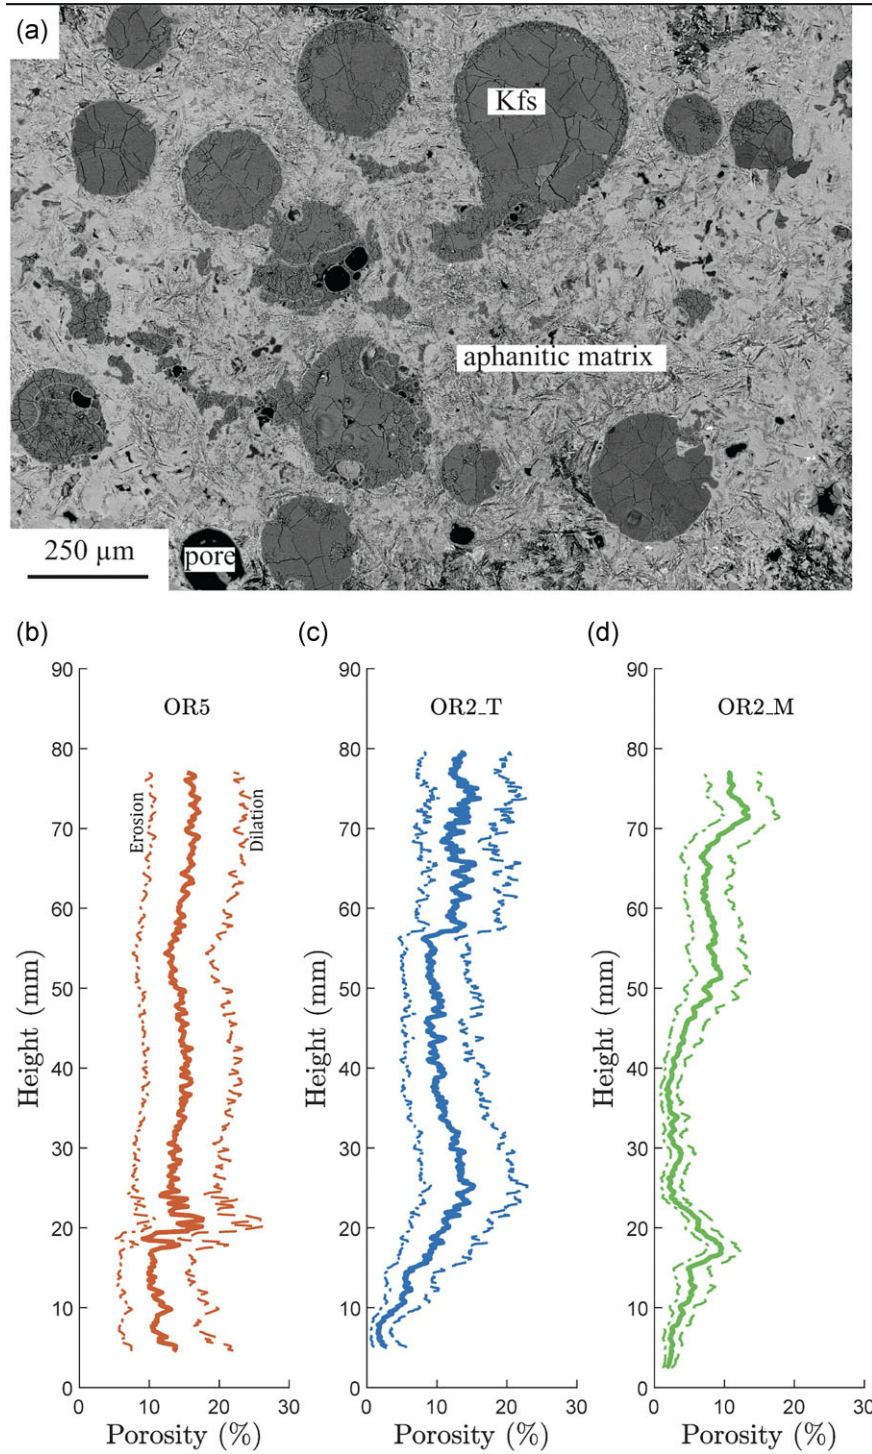 (a)
Kfs
aphanitic matrix
250 µm
pore
(b)
(c)
(d)
90
80
70
60
50
40
30
20
10
0
Height (mm)
OR5
Erosion
Dilation
0
10
20
30
Porosity (%)
90
80
70
60
50
40
30
20
10
0
Height (mm)
OR2_T
0
10
20
30
Porosity (%)
90
80
70
60
50
40
30
20
10
0
Height (mm)
OR2_M
0
10
20
30
Porosity (%)